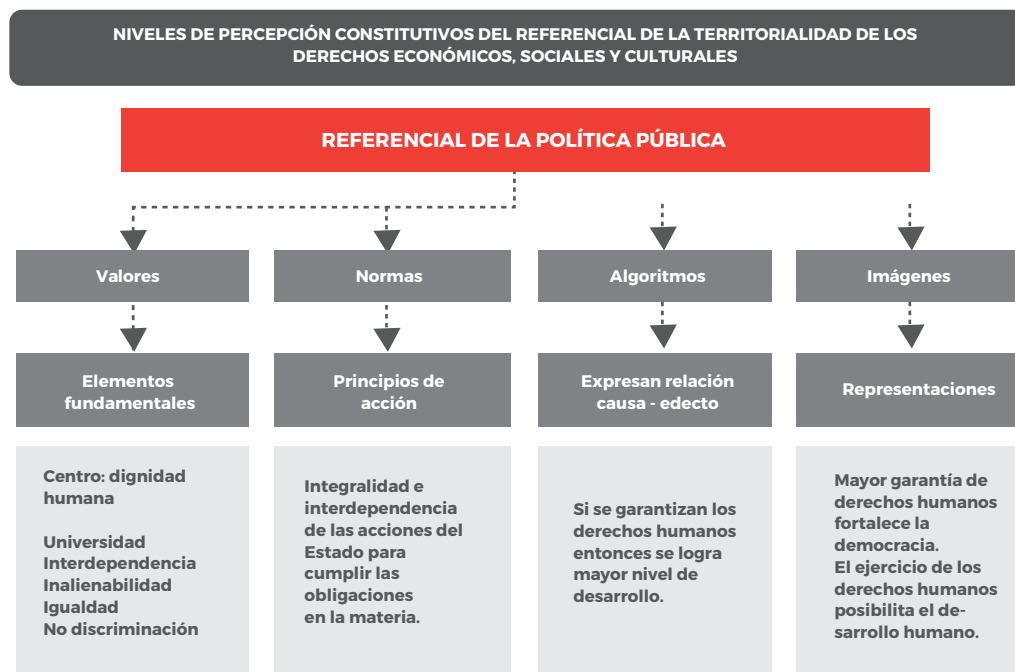 NIVELES DE PERCEPCIÓN CONSTITUTIVOS DEL REFERENCIAL DE LA TERRITORIALIDAD DE LOS
DERECHOS ECONÓMICOS, SOCIALES Y CULTURALES
REFERENCIAL DE LA POLÍTICA PÚBLICA
Valores
Normas
Algoritmos
Imágenes
Elementos
fundamentales
Principios de
acción
Expresan relación
causa - edecto
Representaciones
Centro: dignidad
humana
Universidad
Interdependencia
Inalienabilidad
Igualdad
No discriminación
Integralidad e
interdependencia
de las acciones del
Estado para
cumplir las
obligaciones
en la materia.
Si se garantizan los
derechos humanos
entonces se logra
mayor nivel de
desarrollo.
Mayor garantía de
derechos humanos
fortalece la
democracia.
El ejercicio de los
derechos humanos
posibilita el de-
sarrollo humano.